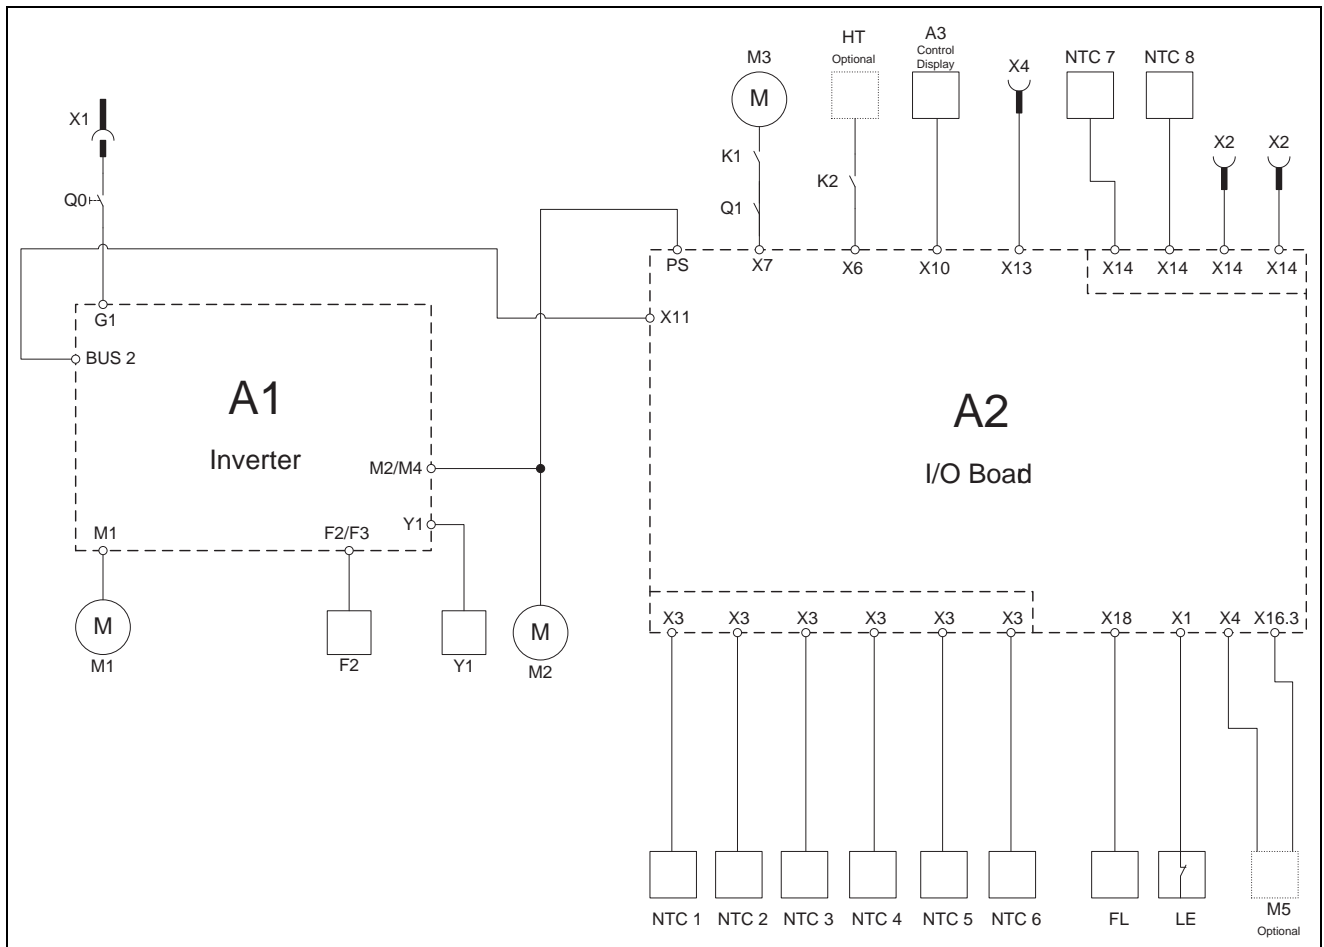 HT
Optional
A3
Control
Display
M3
X4
NTC 7
NTC 8
M
X1
X2
X2
K1
K2
Q0
Q1
PS
X7
X6
X10
X13
X14
X14
X14
X14
G1
X11
BUS 2
A1
Inverter
A2
I/O Boad
M2/M4
Y1
M1
F2/F3
X3
X3
X3
X3
X3
X3
X18
X1
X4
X16.3
M
M
M1
F2
Y1
M2
NTC 1
NTC 2
NTC 3
NTC 4
NTC 5
NTC 6
FL
LE
M5
Optional